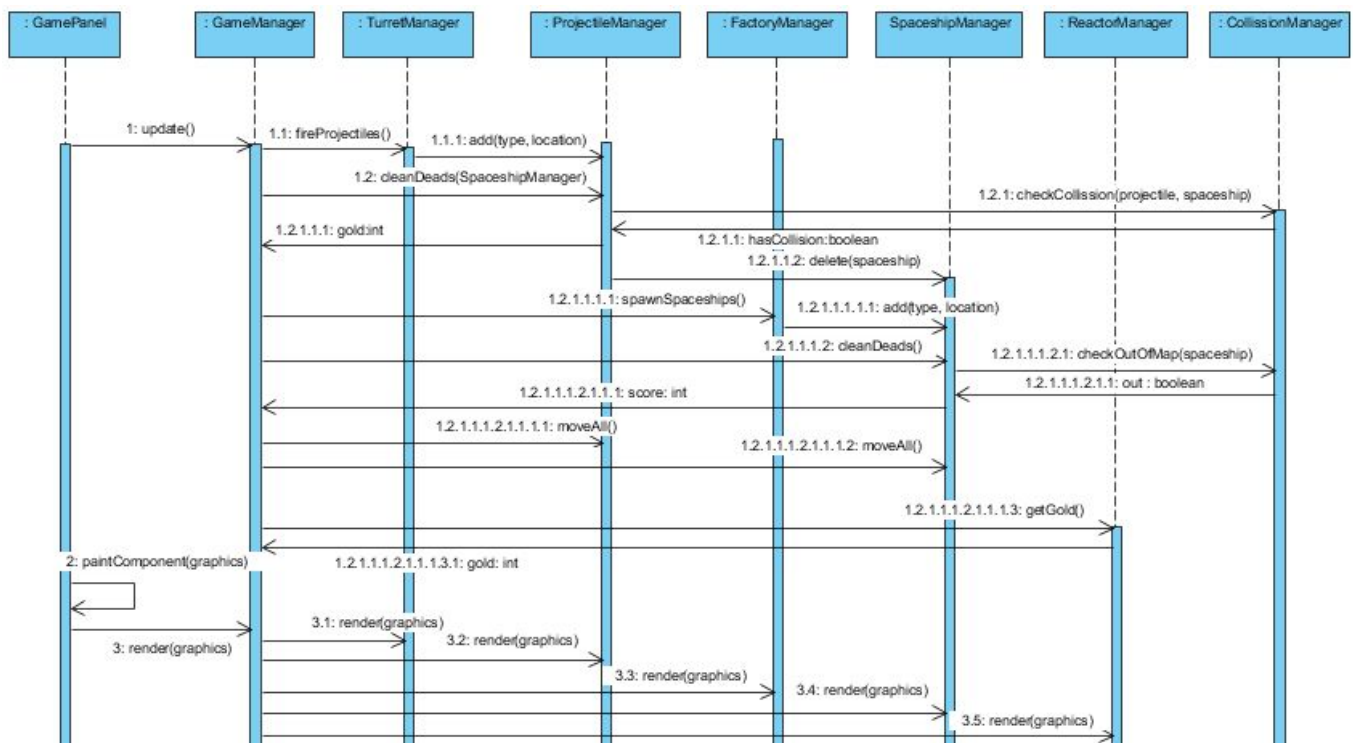 : GamePanel
: GameManager
: TurretManager
: ProjectileManager
: FactoryManager
SpaceshipManager
: ReactorManager
: CollissionManager
1: update()
1.1: fireProjectiles()
1.1.1: add(type, location)
1.2: cleanDeads(SpaceshipManager)
1.2.1: checkCollission(projectile, spaceship)
1.2.1.1.1: gold:int
1.2.1.1: hasCollision:boolean
1.2.1.1.2: delete(spaceship)
1.2.1.1.1.1: spawnSpaceships()
1.2.1.1.1.1.1: add(type, location)
1.2.1.1.1.2: cleanDeads()
1.2.1.1.1.2.1: checkOutOfMap(spaceship)
1.2.1.1.1.2.1.1: out : boolean
1.2.1.1.1.2.1.1.1: score: int
1.2.1.1.1.2.1.1.1.1: moveAll()
1.2.1.1.1.2.1.1.1.2: moveAll()
1.2.1.1.1.2.1.1.1.3: getGold()
2: paintComponent(graphics)
1.2.1.1.1.2.1.1.1.3.1: gold: int
3: render(graphics)
3.1: render(graphics)
3.2: render(graphics)
3.3: render(graphics)
3.4: render(graphics)
3.5: render(graphics)